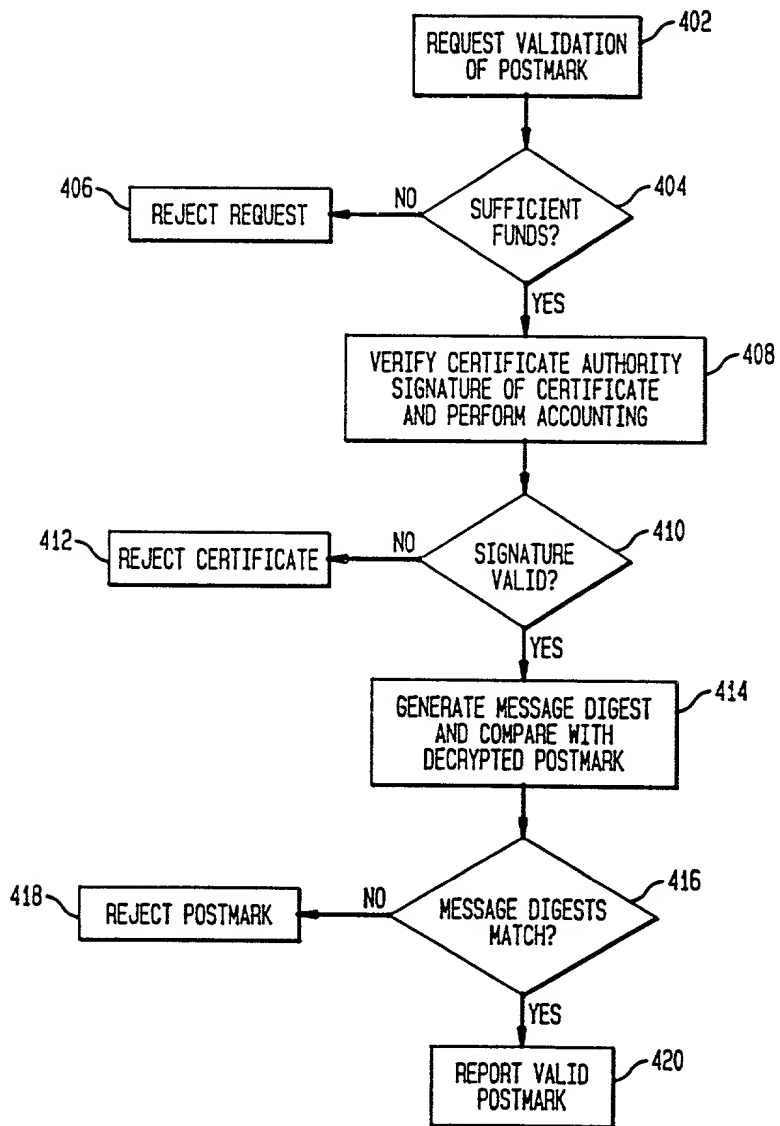 402
REQUEST VALIDATION
OF POSTMARK
404
406
REJECT REQUEST
NO
SUFFICIENT
FUNDS?
YES
408
VERIFY CERTIFICATE AUTHORITY
SIGNATURE OF CERTIFICATE
AND PERFORM ACCOUNTING
410
412
REJECT CERTIFICATE
NO
SIGNATURE
VALID?
YES
414
GENERATE MESSAGE DIGEST
AND COMPARE WITH
DECRYPTED POSTMARK
416
418
REJECT POSTMARK
NO
MESSAGE DIGESTS
MATCH?
YES
420
REPORT VALID
POSTMARK